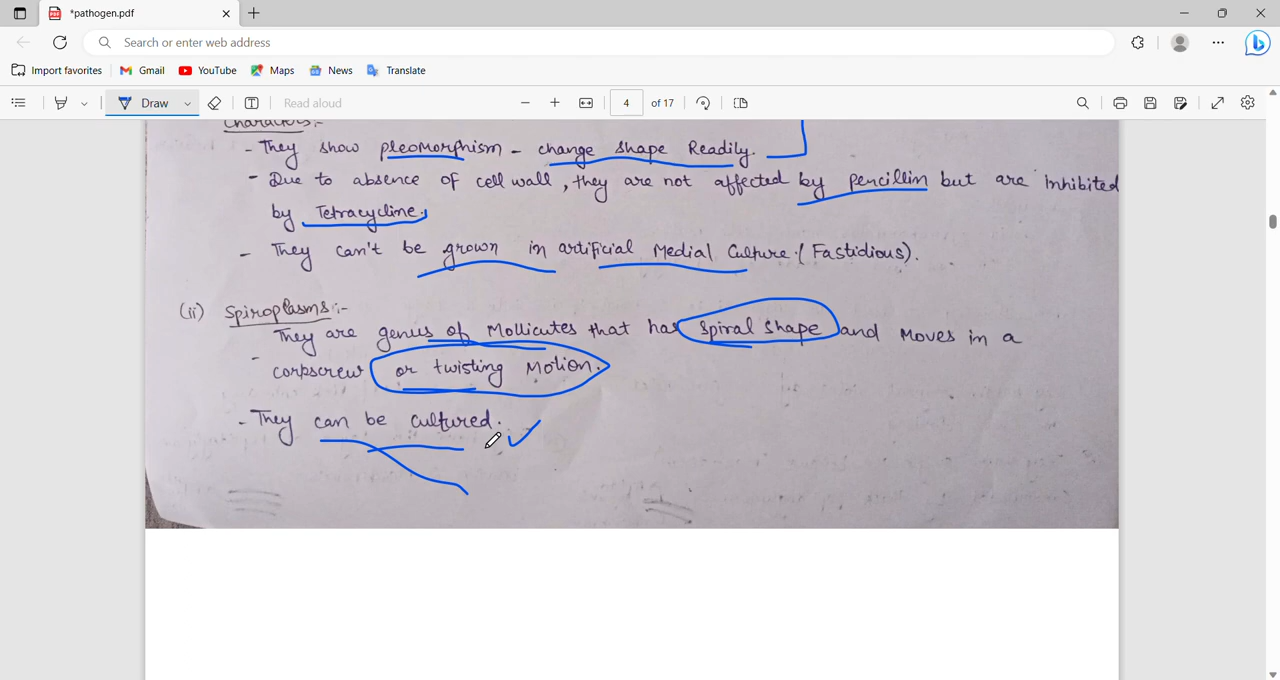 *pathogen.pdf
Search or enter web address
Import favorites Gmail YouTube Maps News Translate
Draw Read aloud 4 of 17
Characters:-
- They show pleomorphism - change shape Readily.
- Due to absence of cell wall, they are not affected by pencillin but are inhibited
by Tetracycline.
- They can't be grown in artificial Medial Culture. (Fastidious).
(ii) Spiroplasms:-
They are genus of Mollicutes that has spiral shape and moves in a
- corpscrew or twisting Motion.
- They can be cultured.